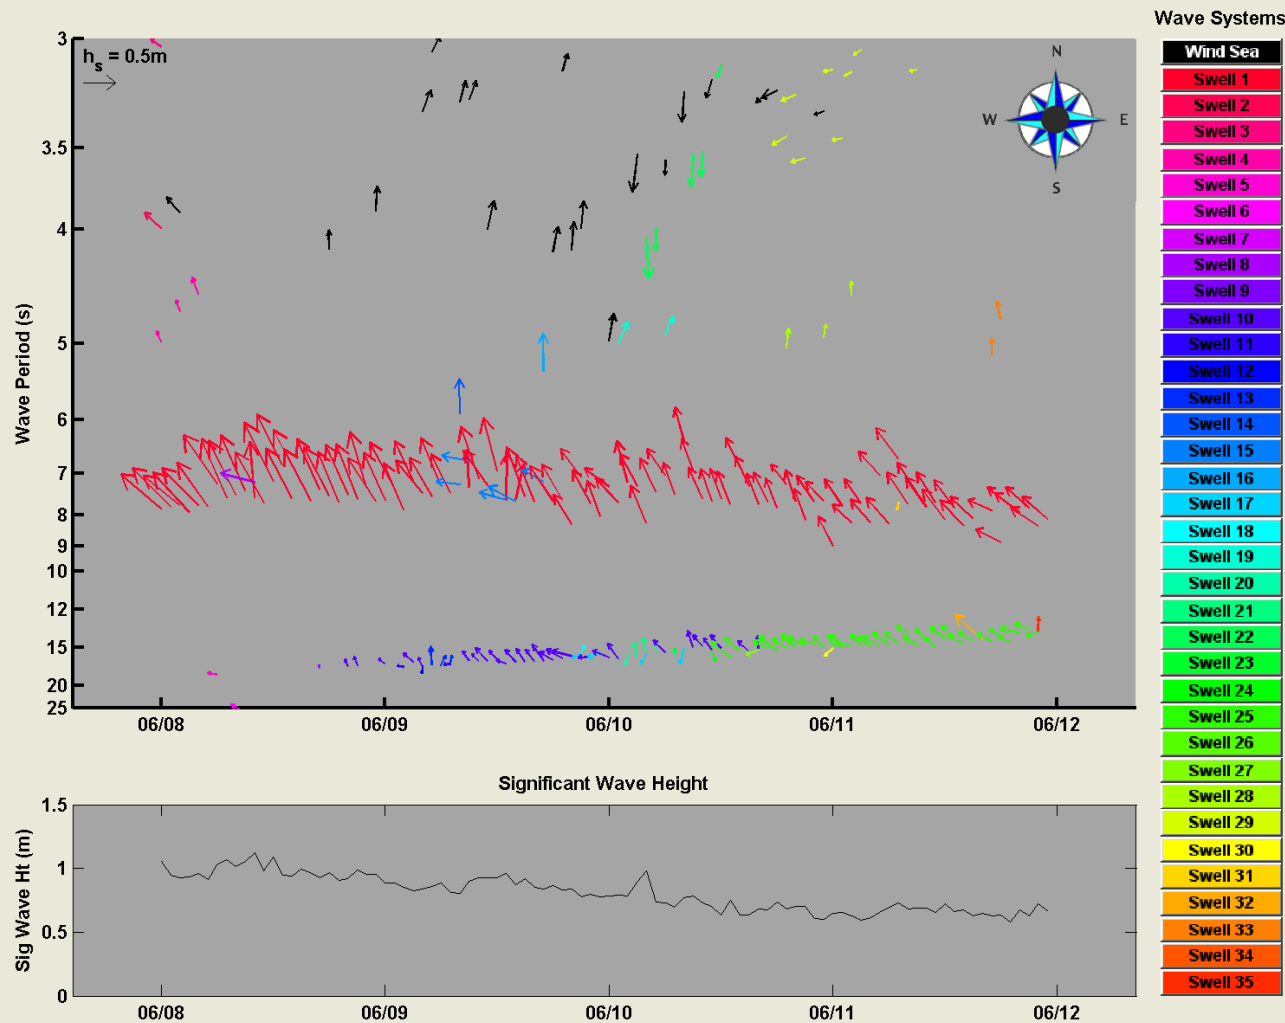 Wave Systems
h_s = 0.5m
N
W
E
S
Wave Period (s)
3
3.5
4
5
6
7
8
9
10
12
15
20
25
06/08
06/09
06/10
06/11
06/12
Wind Sea
Swell 1
Swell 2
Swell 3
Swell 4
Swell 5
Swell 6
Swell 7
Swell 8
Swell 9
Swell 10
Swell 11
Swell 12
Swell 13
Swell 14
Swell 15
Swell 16
Swell 17
Swell 18
Swell 19
Swell 20
Swell 21
Swell 22
Swell 23
Swell 24
Swell 25
Swell 26
Swell 27
Swell 28
Swell 29
Swell 30
Swell 31
Swell 32
Swell 33
Swell 34
Swell 35
Significant Wave Height
Sig Wave Ht (m)
1.5
1
0.5
0
06/08
06/09
06/10
06/11
06/12